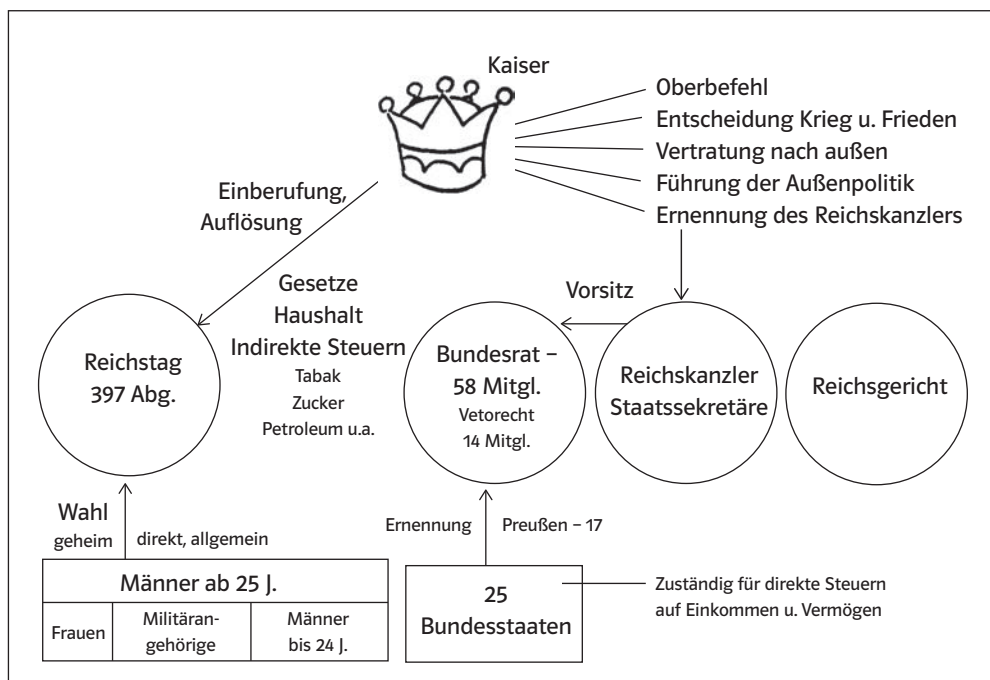 Kaiser
Oberbefehl
Entscheidung Krieg u. Frieden
Vertratung nach außen
Führung der Außenpolitik
Ernennung des Reichskanzlers
Einberufung,
Auflösung
Gesetze
Haushalt
Indirekte Steuern
Tabak
Zucker
Petroleum u.a.
Vorsitz
Reichstag
397 Abg.
Bundesrat –
58 Mitgl.
Vetorecht
14 Mitgl.
Reichskanzler
Staatssekretäre
Reichsgericht
Wahl
geheim
direkt, allgemein
Ernennung
Preußen – 17
Männer ab 25 J.
Frauen
Militäran-
gehörige
Männer
bis 24 J.
25
Bundesstaaten
Zuständig für direkte Steuern
auf Einkommen u. Vermögen